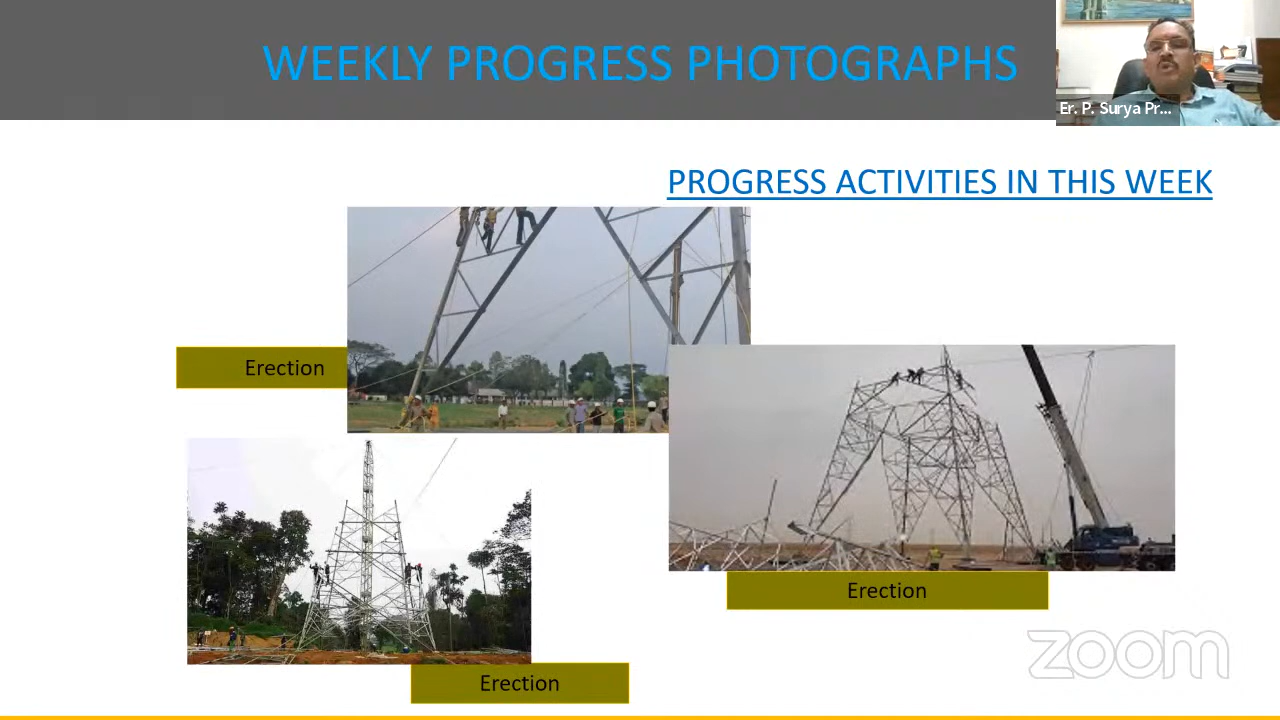 WEEKLY PROGRESS PHOTOGRAPHS
Er. P. Surya Pr...
PROGRESS ACTIVITIES IN THIS WEEK
Erection
Erection
Erection
zoom